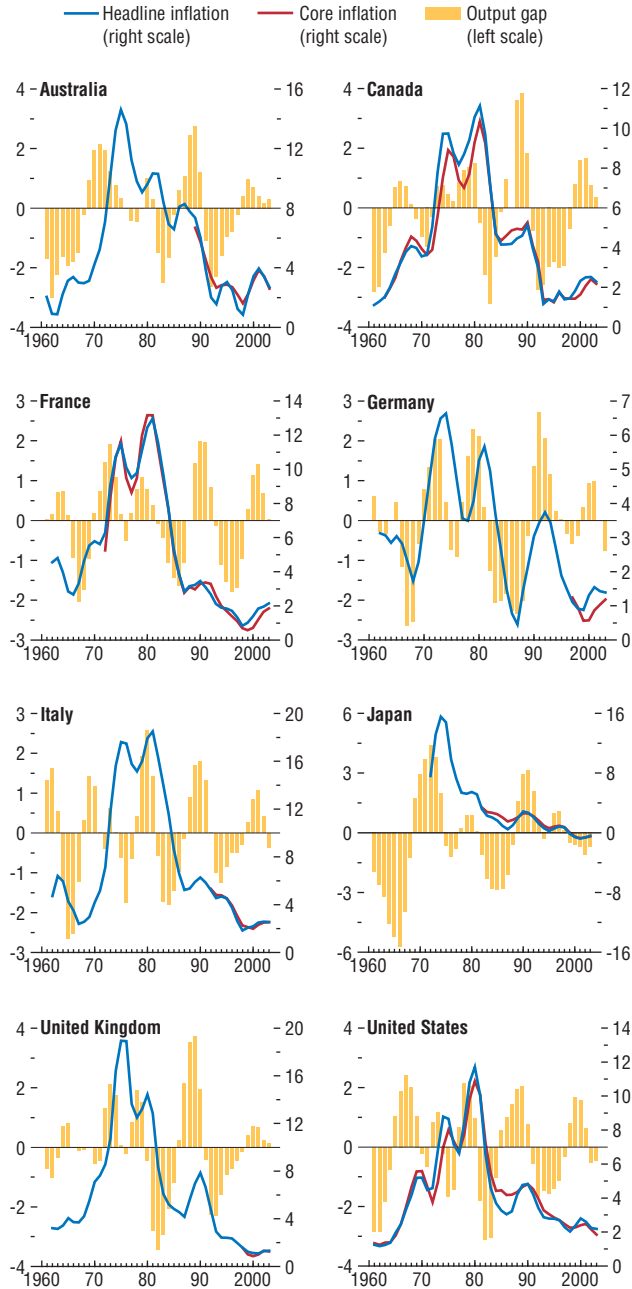 Headline inflation Core inflation Output gap
(right scale) (right scale) (left scale)
Australia
4 2 0 -2 -4
16 12 8 4 0
1960 70 80 90 2000
Canada
4 2 0 -2 -4
12 10 8 6 4 2 0
1960 70 80 90 2000
France
3 2 1 0 -1 -2 -3
14 12 10 8 6 4 2 0
1960 70 80 90 2000
Germany
3 2 1 0 -1 -2 -3
7 6 5 4 3 2 1 0
1960 70 80 90 2000
Italy
3 2 1 0 -1 -2 -3
20 16 12 8 4 0
1960 70 80 90 2000
Japan
6 3 0 -3 -6
16 8 0 -8 -16
1960 70 80 90 2000
United Kingdom
4 2 0 -2 -4
20 16 12 8 4 0
1960 70 80 90 2000
United States
4 2 0 -2 -4
14 12 10 8 6 4 2 0
1960 70 80 90 2000